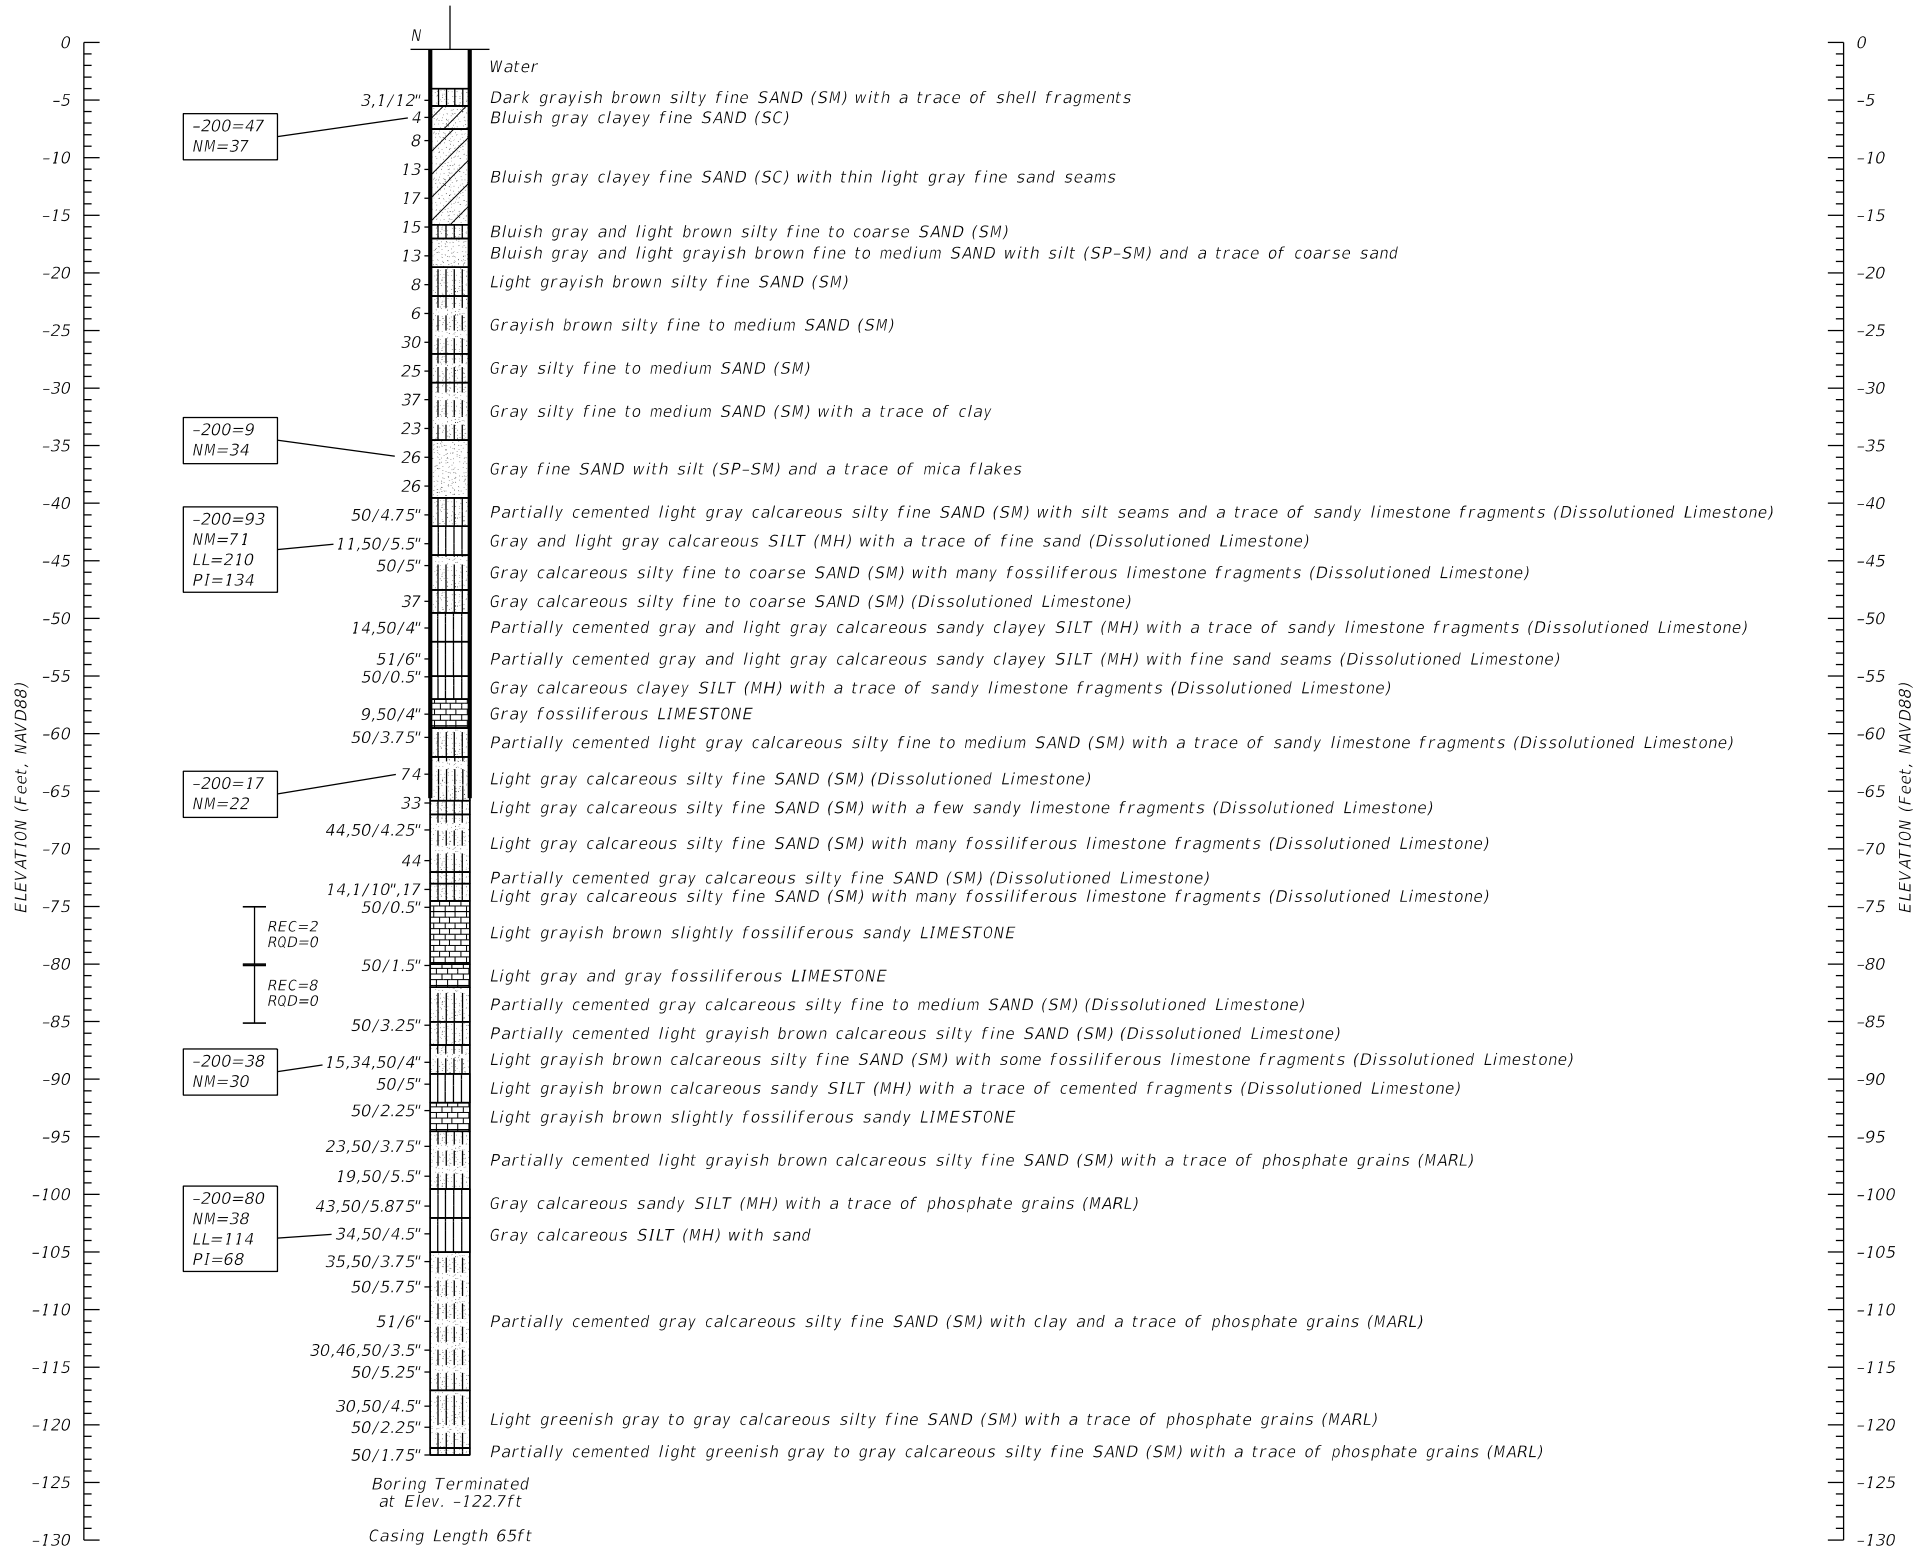 N
Water
3,1/12"
Dark grayish brown silty fine SAND (SM) with a trace of shell fragments
4
Bluish gray clayey fine SAND (SC)
-200=47
NM=37
8
13
Bluish gray clayey fine SAND (SC) with thin light gray fine sand seams
17
15
Bluish gray and light brown silty fine to coarse SAND (SM)
13
Bluish gray and light grayish brown fine to medium SAND with silt (SP-SM) and a trace of coarse sand
8
Light grayish brown silty fine SAND (SM)
6
Grayish brown silty fine to medium SAND (SM)
30
25
Gray silty fine to medium SAND (SM)
37
Gray silty fine to medium SAND (SM) with a trace of clay
23
-200=9
NM=34
26
Gray fine SAND with silt (SP-SM) and a trace of mica flakes
26
50/4.75"
Partially cemented light gray calcareous silty fine SAND (SM) with silt seams and a trace of sandy limestone fragments (Dissolutioned Limestone)
-200=93
NM=71
LL=210
PI=134
11,50/5.5"
Gray and light gray calcareous SILT (MH) with a trace of fine sand (Dissolutioned Limestone)
50/5"
Gray calcareous silty fine to coarse SAND (SM) with many fossiliferous limestone fragments (Dissolutioned Limestone)
37
Gray calcareous silty fine to coarse SAND (SM) (Dissolutioned Limestone)
14,50/4"
Partially cemented gray and light gray calcareous sandy clayey SILT (MH) with a trace of sandy limestone fragments (Dissolutioned Limestone)
51/6"
Partially cemented gray and light gray calcareous sandy clayey SILT (MH) with fine sand seams (Dissolutioned Limestone)
50/0.5"
Gray calcareous clayey SILT (MH) with a trace of sandy limestone fragments (Dissolutioned Limestone)
9,50/4"
Gray fossiliferous LIMESTONE
50/3.75"
Partially cemented light gray calcareous silty fine to medium SAND (SM) with a trace of sandy limestone fragments (Dissolutioned Limestone)
-200=17
NM=22
74
Light gray calcareous silty fine SAND (SM) (Dissolutioned Limestone)
33
Light gray calcareous silty fine SAND (SM) with a few sandy limestone fragments (Dissolutioned Limestone)
44,50/4.25"
Light gray calcareous silty fine SAND (SM) with many fossiliferous limestone fragments (Dissolutioned Limestone)
44
Partially cemented gray calcareous silty fine SAND (SM) (Dissolutioned Limestone)
14,1/10",17
Light gray calcareous silty fine SAND (SM) with many fossiliferous limestone fragments (Dissolutioned Limestone)
50/0.5"
REC=2
RQD=0
Light grayish brown slightly fossiliferous sandy LIMESTONE
50/1.5"
Light gray and gray fossiliferous LIMESTONE
REC=8
RQD=0
Partially cemented gray calcareous silty fine to medium SAND (SM) (Dissolutioned Limestone)
50/3.25"
Partially cemented light grayish brown calcareous silty fine SAND (SM) (Dissolutioned Limestone)
-200=38
NM=30
15,34,50/4"
Light grayish brown calcareous silty fine SAND (SM) with some fossiliferous limestone fragments (Dissolutioned Limestone)
50/5"
Light grayish brown calcareous sandy SILT (MH) with a trace of cemented fragments (Dissolutioned Limestone)
50/2.25"
Light grayish brown slightly fossiliferous sandy LIMESTONE
23,50/3.75"
Partially cemented light grayish brown calcareous silty fine SAND (SM) with a trace of phosphate grains (MARL)
19,50/5.5"
43,50/5.875"
Gray calcareous sandy SILT (MH) with a trace of phosphate grains (MARL)
-200=80
NM=38
LL=114
PI=68
34,50/4.5"
Gray calcareous SILT (MH) with sand
35,50/3.75"
50/5.75"
51/6"
Partially cemented gray calcareous silty fine SAND (SM) with clay and a trace of phosphate grains (MARL)
30,46,50/3.5"
50/5.25"
30,50/4.5"
Light greenish gray to gray calcareous silty fine SAND (SM) with a trace of phosphate grains (MARL)
50/2.25"
50/1.75"
Partially cemented light greenish gray to gray calcareous silty fine SAND (SM) with a trace of phosphate grains (MARL)
Boring Terminated
at Elev. -122.7ft
Casing Length 65ft
ELEVATION (Feet, NAVD88)
0
-5
-10
-15
-20
-25
-30
-35
-40
-45
-50
-55
-60
-65
-70
-75
-80
-85
-90
-95
-100
-105
-110
-115
-120
-125
-130
0
-5
-10
-15
-20
-25
-30
-35
-40
-45
-50
-55
-60
-65
-70
-75
-80
-85
-90
-95
-100
-105
-110
-115
-120
-125
-130
ELEVATION (Feet, NAVD88)